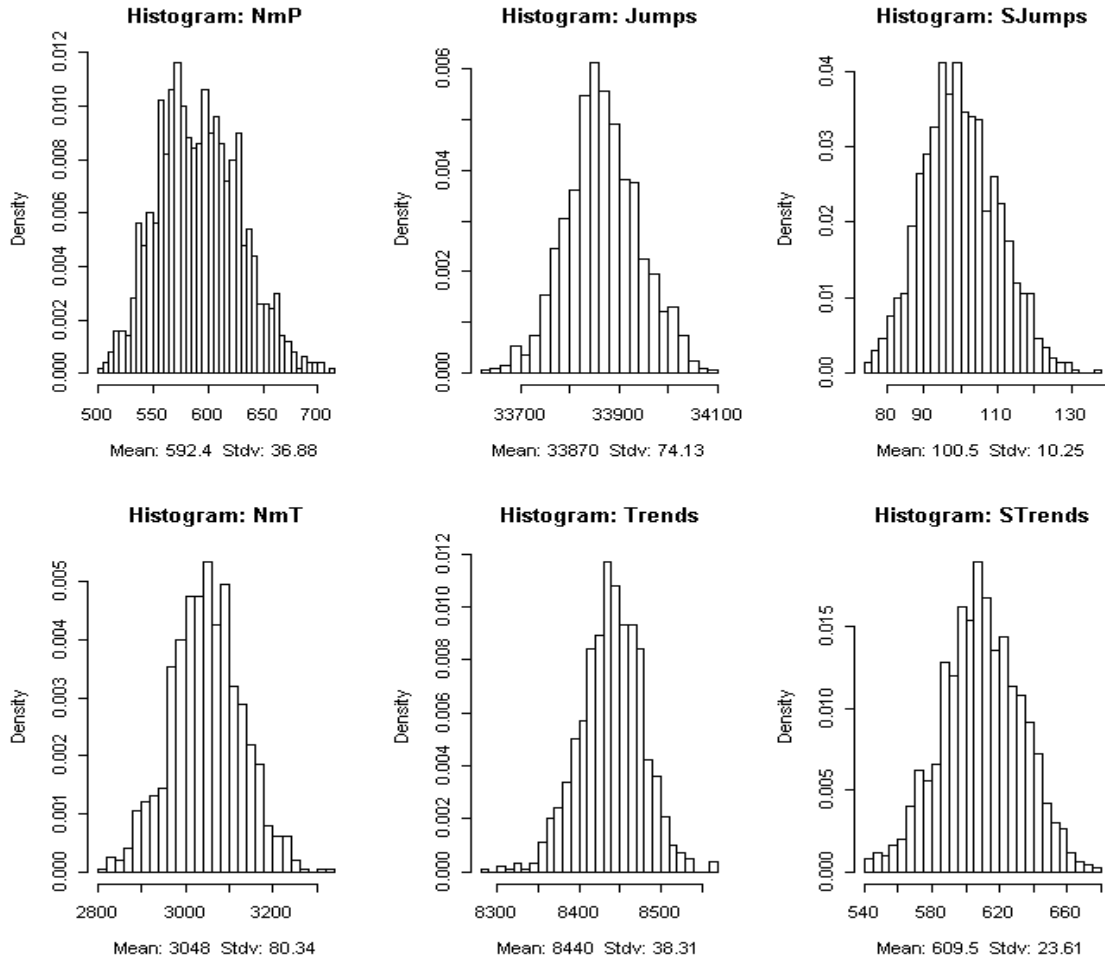 Histogram: NmP
Density
0.000 0.002 0.004 0.006 0.008 0.010 0.012
500 550 600 650 700
Mean: 592.4 Stdv: 36.88
Histogram: Jumps
Density
0.000 0.002 0.004 0.006
33700 33900 34100
Mean: 33870 Stdv: 74.13
Histogram: SJumps
Density
0.00 0.01 0.02 0.03 0.04
80 90 110 130
Mean: 100.5 Stdv: 10.25
Histogram: NmT
Density
0.000 0.001 0.002 0.003 0.004 0.005
2800 3000 3200
Mean: 3048 Stdv: 80.34
Histogram: Trends
Density
0.000 0.002 0.004 0.006 0.008 0.010 0.012
8300 8400 8500
Mean: 8440 Stdv: 38.31
Histogram: STrends
Density
0.000 0.005 0.010 0.015
540 580 620 660
Mean: 609.5 Stdv: 23.61